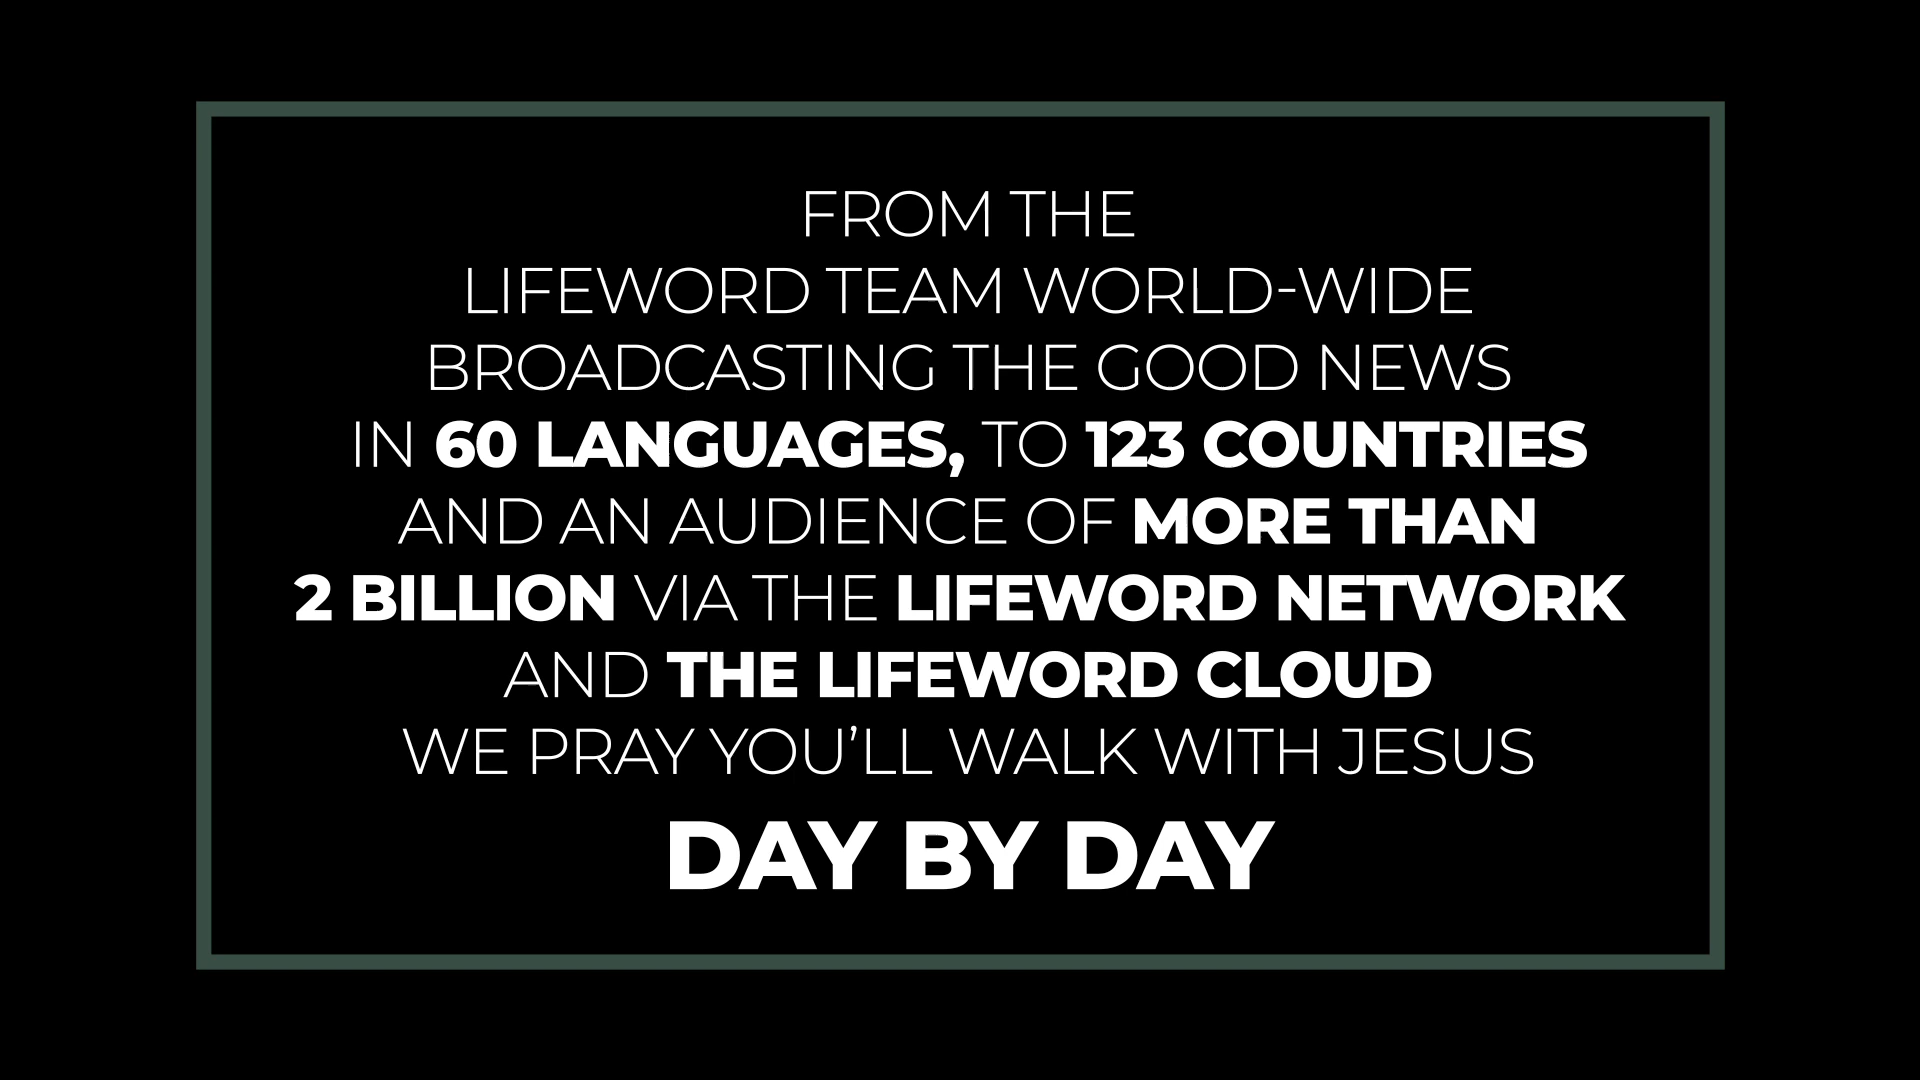 FROM THE
LIFEWORD TEAM WORLD-WIDE
BROADCASTING THE GOOD NEWS
IN 60 LANGUAGES, TO 123 COUNTRIES
AND AN AUDIENCE OF MORE THAN
2 BILLION VIA THE LIFEWORD NETWORK
AND THE LIFEWORD CLOUD
WE PRAY YOU’LL WALK WITH JESUS
DAY BY DAY